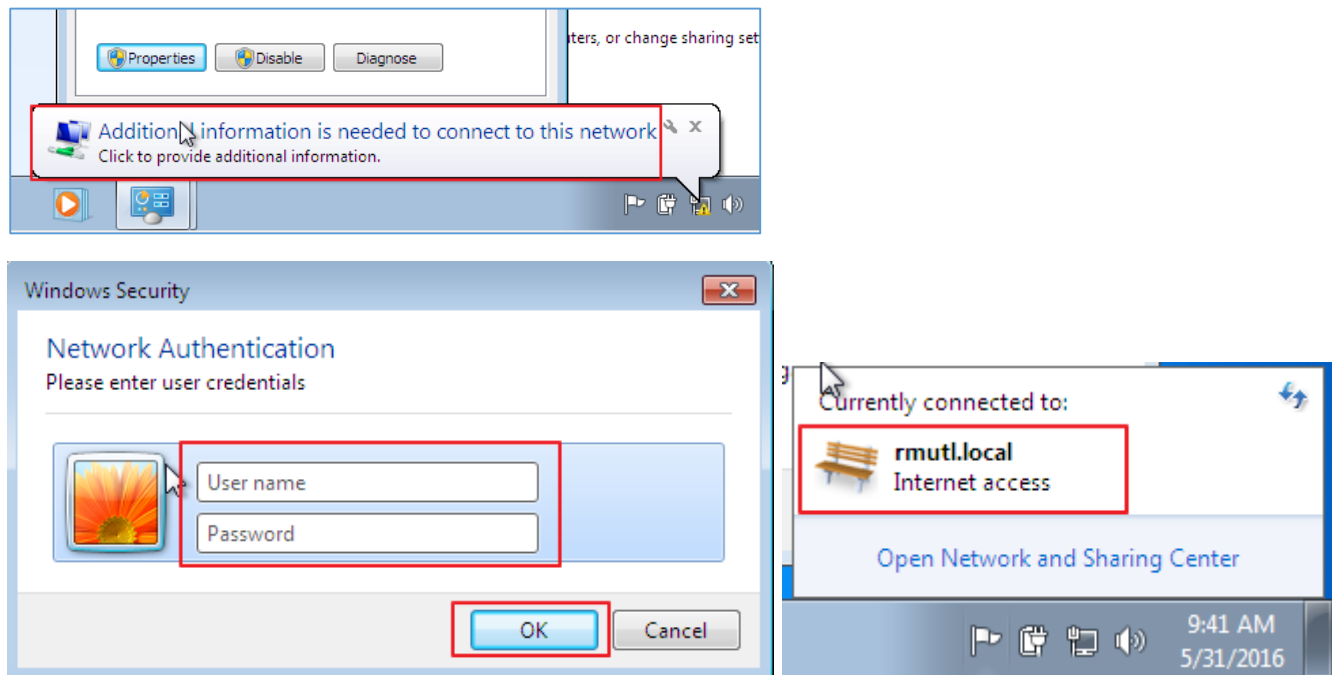 Properties
Disable
Diagnose
ters, or change sharing set
Additional information is needed to connect to this network
Click to provide additional information.
Windows Security
Network Authentication
Please enter user credentials
User name
Password
OK
Cancel
Currently connected to:
rmutl.local
Internet access
Open Network and Sharing Center
9:41 AM
5/31/2016